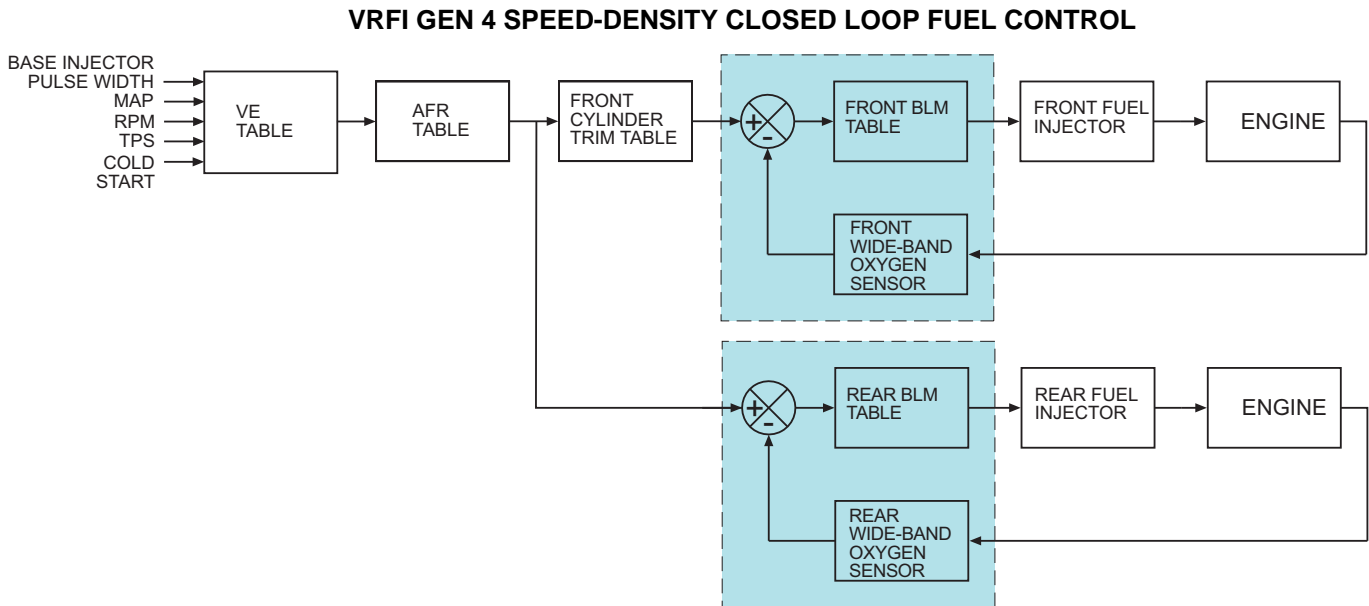 VRFI GEN 4 SPEED-DENSITY CLOSED LOOP FUEL CONTROL
BASE INJECTOR
PULSE WIDTH
MAP
RPM
TPS
COLD
START
VE
TABLE
AFR
TABLE
FRONT
CYLINDER
TRIM TABLE
+
-
FRONT BLM
TABLE
FRONT FUEL
INJECTOR
ENGINE
FRONT
WIDE-BAND
OXYGEN
SENSOR
+
-
REAR BLM
TABLE
REAR FUEL
INJECTOR
ENGINE
REAR
WIDE-BAND
OXYGEN
SENSOR